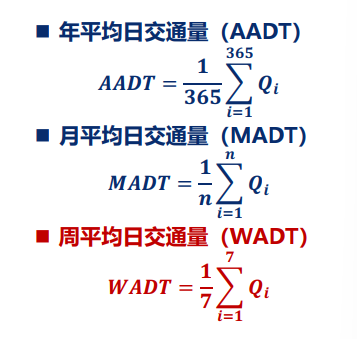 ■ 年平均日交通量（AADT）
$AADT = \frac{1}{365}\sum_{i=1}^{365} Q_i$
■ 月平均日交通量（MADT）
$MADT = \frac{1}{n}\sum_{i=1}^{n} Q_i$
■ 周平均日交通量（WADT）
$WADT = \frac{1}{7}\sum_{i=1}^{7} Q_i$